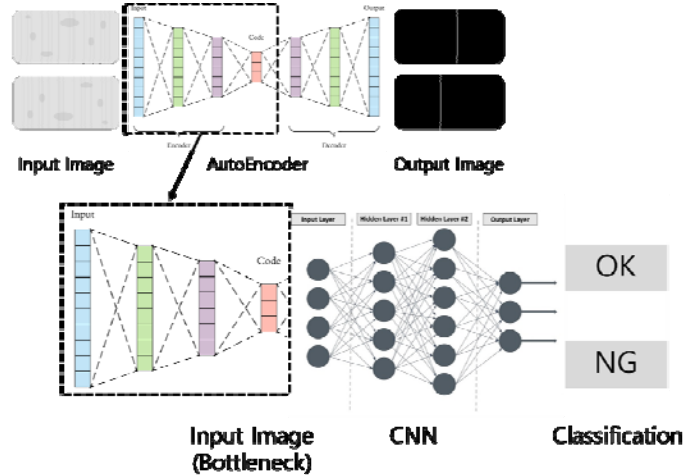 Input
Code
Output
Encoder
Decoder
Input Image
AutoEncoder
Output Image
Input
Code
Input Layer
Hidden Layer #1
Hidden Layer #2
Output Layer
OK
NG
Input Image
(Bottleneck)
CNN
Classification